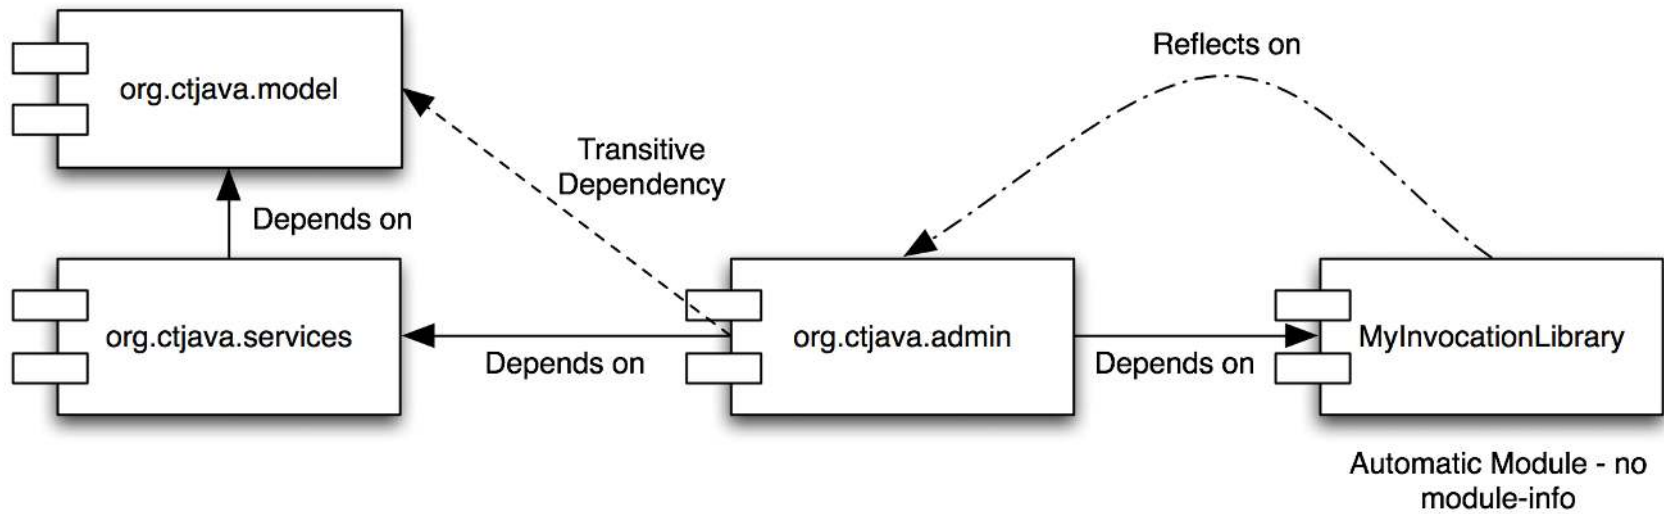 Reflects on
org.ctjava.model
Transitive
Dependency
Depends on
org.ctjava.services
Depends on
org.ctjava.admin
Depends on
MyInvocationLibrary
Automatic Module - no
module-info